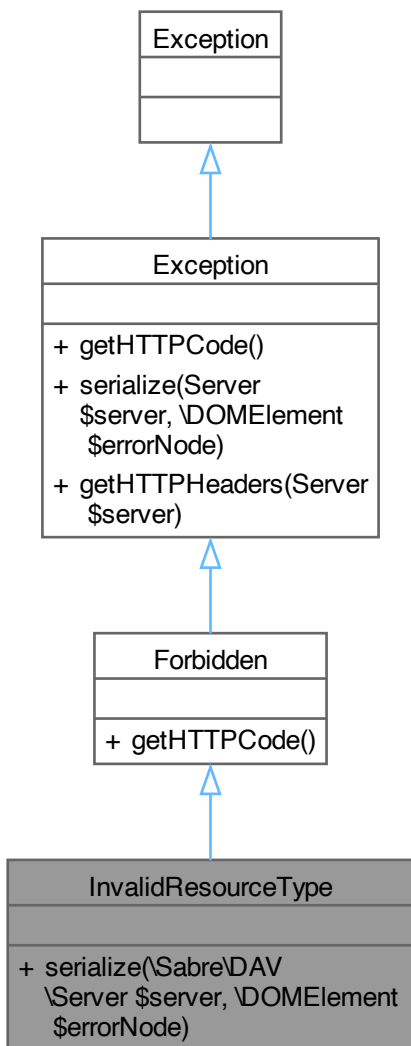 Exception
Exception
+ getHTTPCode()
+ serialize(Server
$server, \DOMElement
$errorNode)
+ getHTTPHeaders(Server
$server)
Forbidden
+ getHTTPCode()
InvalidResourceType
+ serialize(\Sabre\DAV
\Server $server, \DOMElement
$errorNode)